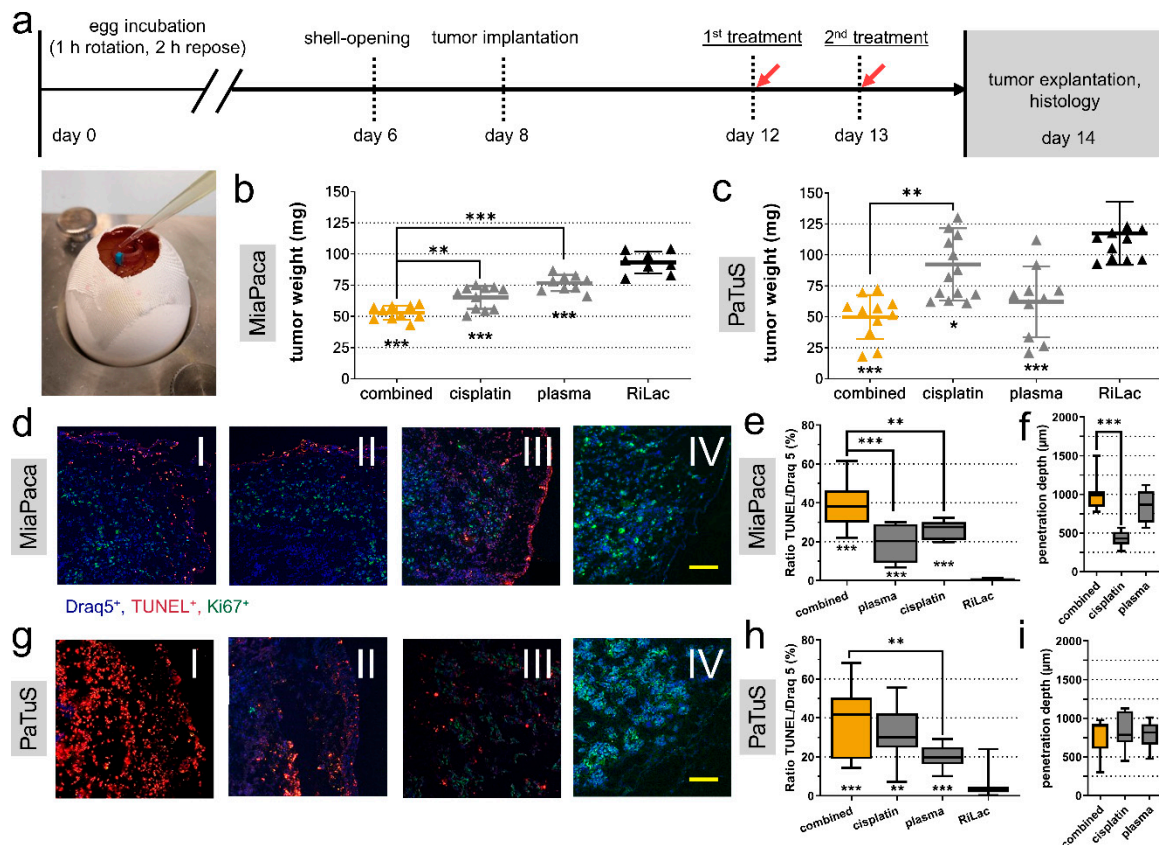 a
egg incubation
(1 h rotation, 2 h repose)
shell-opening
tumor implantation
1st treatment
2nd treatment
tumor explantation,
histology
day 0
day 6
day 8
day 12
day 13
day 14
b
MiaPaca
tumor weight (mg)
150
125
100
75
50
25
0
***
**
***
***
***
combined
cisplatin
plasma
RiLac
c
PaTuS
tumor weight (mg)
150
125
100
75
50
25
0
**
***
*
***
combined
cisplatin
plasma
RiLac
d
MiaPaca
I
II
III
IV
Draq5+, TUNEL+, Ki67+
e
MiaPaca
Ratio TUNEL/Draq 5 (%)
80
60
40
20
0
**
***
***
***
***
combined
plasma
cisplatin
RiLac
f
penetration depth (µm)
2000
1500
1000
500
0
***
combined
cisplatin
plasma
g
PaTuS
I
II
III
IV
h
PaTuS
Ratio TUNEL/Draq 5 (%)
80
60
40
20
0
**
***
**
***
combined
cisplatin
plasma
RiLac
i
penetration depth (µm)
2000
1500
1000
500
0
combined
cisplatin
plasma